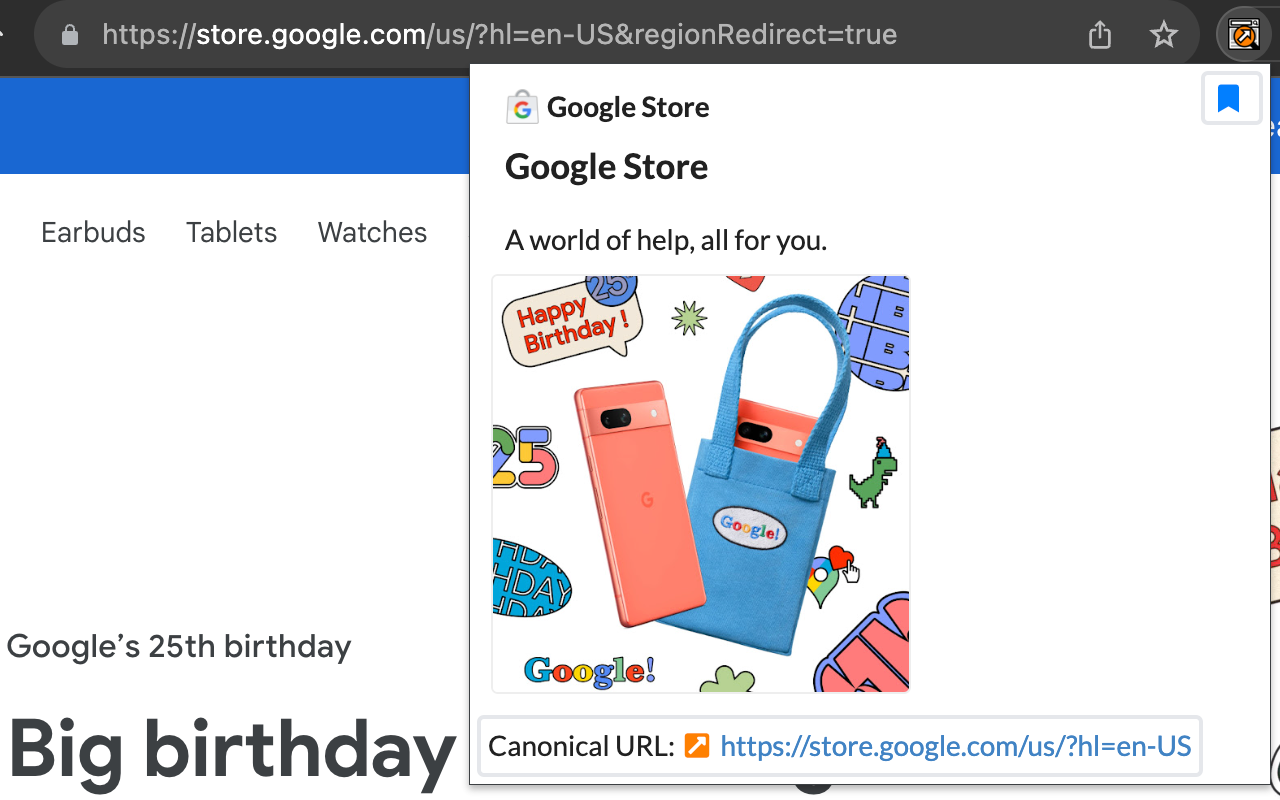 https://store.google.com/us/?hl=en-US&regionRedirect=true
Google Store
Google Store
A world of help, all for you.
Earbuds Tablets Watches
Happy
Birthday !
25
25
Google!
HDAY
Google!
Google’s 25th birthday
Big birthday
Canonical URL: https://store.google.com/us/?hl=en-US